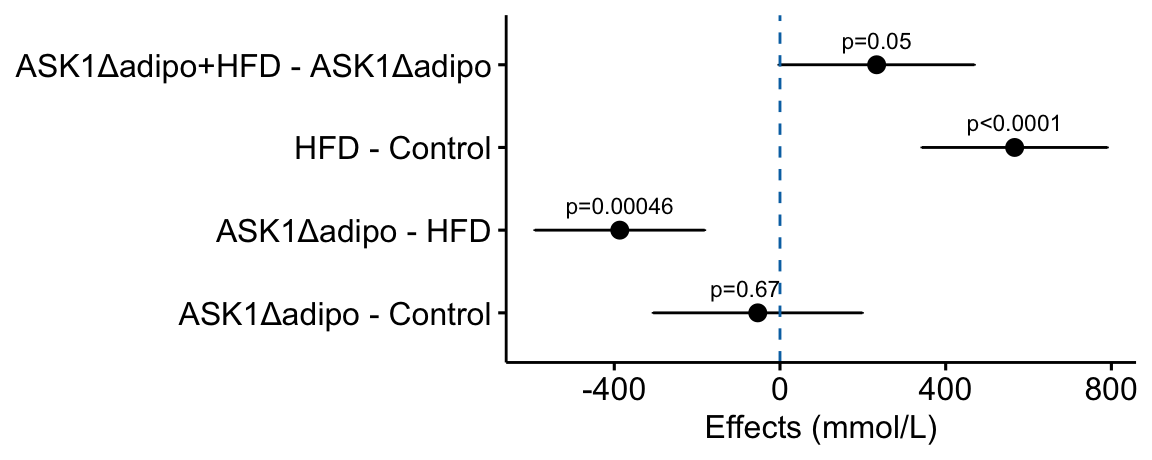 p=0.05
ASK1Δadipo+HFD - ASK1Δadipo
p<0.0001
HFD - Control
p=0.00046
ASK1Δadipo - HFD
p=0.67
ASK1Δadipo - Control
-400 0 400 800
Effects (mmol/L)